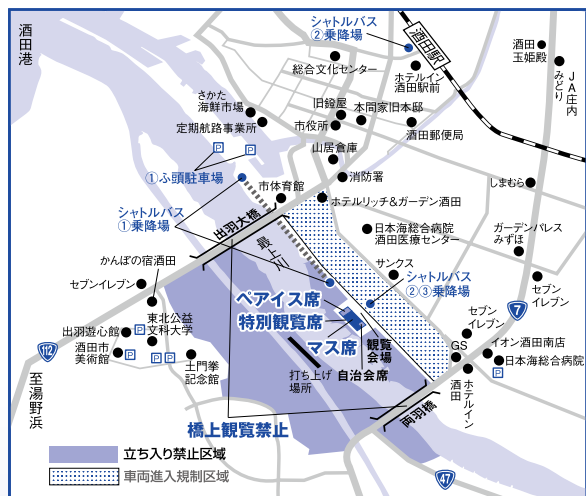 酒田港
シャトルバス
②乗降場
酒田駅
総合文化センター
ホテルイン
酒田駅前
酒田
玉姫殿
JA庄内
みどり
さかた
海鮮市場
定期航路事業所
旧鐙屋
市役所
本間家旧本邸
酒田郵便局
山居倉庫
P
P
①ふ頭駐車場
消防署
市体育館
ホテルリッチ&ガーデン酒田
しまむら
シャトルバス
①乗降場
出羽大橋
最上川
日本海総合病院
酒田医療センター
ガーデンパレス
みずほ
かんぽの宿酒田
セブンイレブン
サンクス
シャトルバス
②③乗降場
セブン
イレブン
7
ペアイス席
特別観覧席
マス席
観覧
会場
自治会席
打ち上げ
場所
セブン
イレブン
GS
イオン酒田南店
日本海総合病院
P
ホテルイン
酒田
出羽遊心館
東北公益
文科大学
酒田市
美術館
P
P
P
P
土門拳
記念館
112
至湯野浜
両羽橋
橋上観覧禁止
47
立ち入り禁止区域
車両進入規制区域